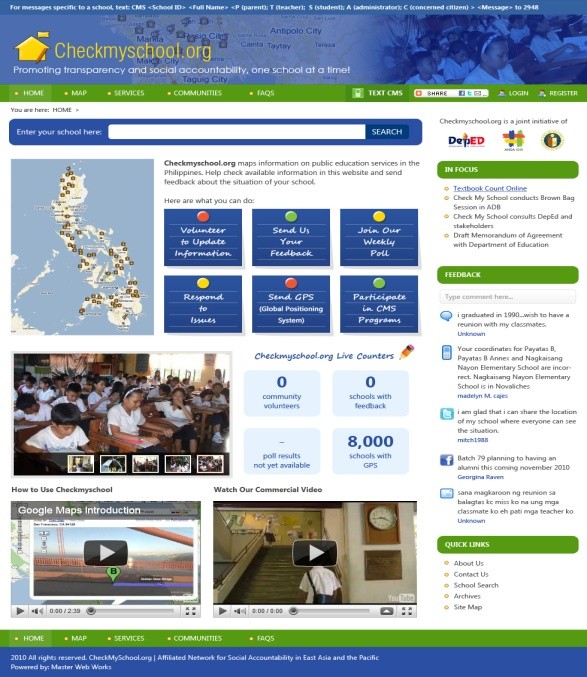 For messages specific to a school, text: CMS <School ID> <Full Name> <P (parent); T (teacher);  S (student); A (administrator); C (concerned citizen) > <Message> to 2948
Antipolo City
Cainta Taytay
Pasig City
Taguig City
Checkmyschool.org
Promoting transparency and social accountability, one school at a time!
HOME MAP SERVICES COMMUNITIES FAQS TEXT CMS SHARE LOGIN REGISTER
You are here: HOME >
Enter your school here: SEARCH
Checkmyschool.org is a joint initiative of
DepED
ANSA-EAP
Checkmyschool.org maps information on public education services in the
Philippines. Help check available information in this website and send
feedback about the situation of your school.
Here are what you can do:
Volunteer
to Update
Information
Send Us
Your
Feedback
Join Our
Weekly
Poll
Respond
to
Issues
Send GPS
(Global Positioning
System)
Participate
in CMS
Programs
IN FOCUS
Textbook Count Online
Check My School conducts Brown Bag
Session in ADB
Check My School consults DepEd and
stakeholders
Draft Memorandum of Agreement
with Department of Education
FEEDBACK
Type comment here...
i graduated in 1990...wish to have a
reunion with my classmates.
Unknown
Your coordinates for Payatas B,
Payatas B Annex and Nagkaisang
Nayon Elementary School are incor-
rect. Nagkaisang Nayon Elementary
School is in Novaliches
madelyn M. cajes
i am glad that i can share the location
of my school where everyone can see
the situation.
mitch1988
Batch 79 planning to having an
alumni this coming november 2010
Georgina Raven
sana magkaroon ng reunion sa
balagtas kc miss ko na ung mga
classmate ko eh pati mga teacher ko
Unknown
Checkmyschool.org Live Counters
0
community
volunteers
0
schools with
feedback
–
poll results
not yet available
8,000
schools with
GPS
How to Use Checkmyschool
Google Maps Introduction
B
0:00 / 2:39
Watch Our Commercial Video
YouTube
0:00 / 0:00
QUICK LINKS
About Us
Contact Us
School Search
Archives
Site Map
HOME MAP SERVICES COMMUNITIES FAQS
2010 All rights reserved. CheckMySchool.org | Affiliated Network for Social Accountability in East Asia and the Pacific
Powered by: Master Web Works